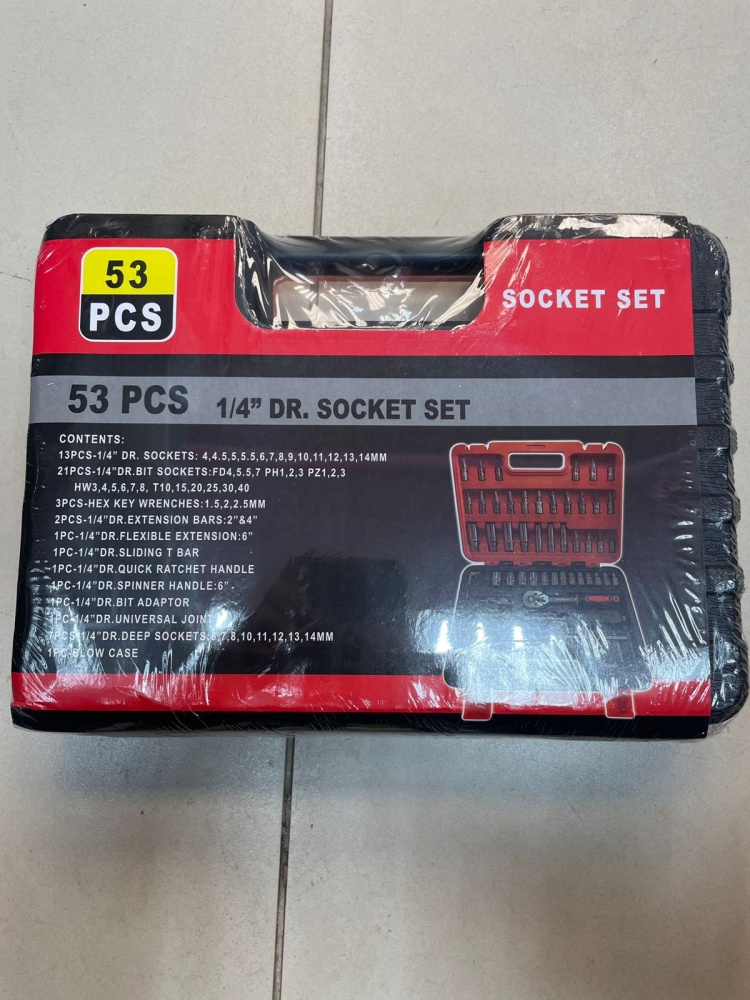 53
PCS
SOCKET SET
53 PCS 1/4” DR. SOCKET SET
CONTENTS:
13PCS-1/4” DR. SOCKETS: 4,4.5,5,5.5,6,7,8,9,10,11,12,13,14MM
21PCS-1/4”DR.BIT SOCKETS:FD4,5.5,7 PH1,2,3 PZ1,2,3
HW3,4,5,6,7,8, T10,15,20,25,30,40
3PCS-HEX KEY WRENCHES:1.5,2,2.5MM
2PCS-1/4”DR.EXTENSION BARS:2”&4”
1PC-1/4”DR.FLEXIBLE EXTENSION:6”
1PC-1/4”DR.SLIDING T BAR
1PC-1/4”DR.QUICK RATCHET HANDLE
1PC-1/4”DR.SPINNER HANDLE:6”
1PC-1/4”DR.BIT ADAPTOR
1PC-1/4”DR.UNIVERSAL JOINT
7PCS-1/4”DR.DEEP SOCKETS:6,7,8,10,11,12,13,14MM
1PC-BLOW CASE